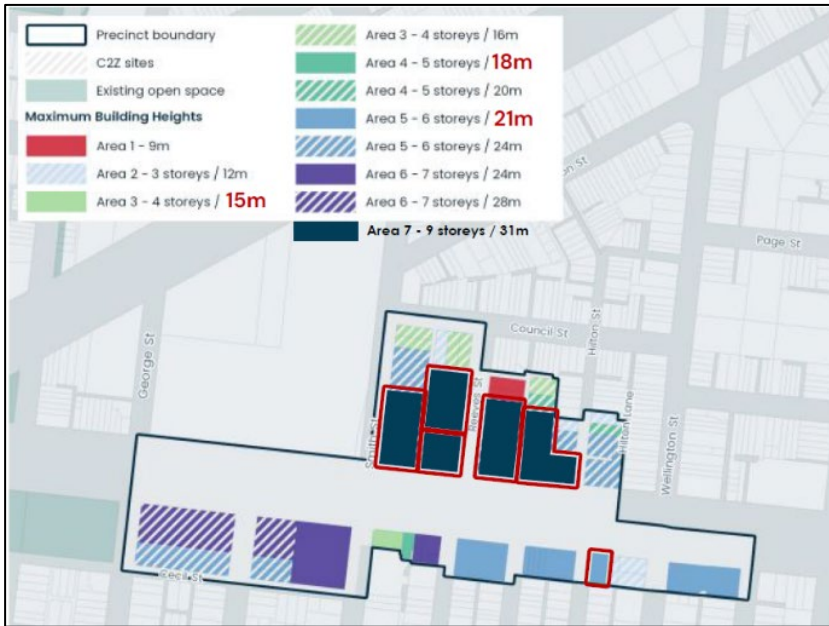 Precinct boundary
C2Z sites
Existing open space
Maximum Building Heights
Area 1 - 9m
Area 2 - 3 storeys / 12m
Area 3 - 4 storeys / 15m
Area 3 - 4 storeys / 16m
Area 4 - 5 storeys / 18m
Area 4 - 5 storeys / 20m
Area 5 - 6 storeys / 21m
Area 5 - 6 storeys / 24m
Area 6 - 7 storeys / 24m
Area 6 - 7 storeys / 28m
Area 7 - 9 storeys / 31m
Page St
Council St
Hilton St
George St
Reeves St
Smith St
Hilton Lane
Wellington St
Cecil St